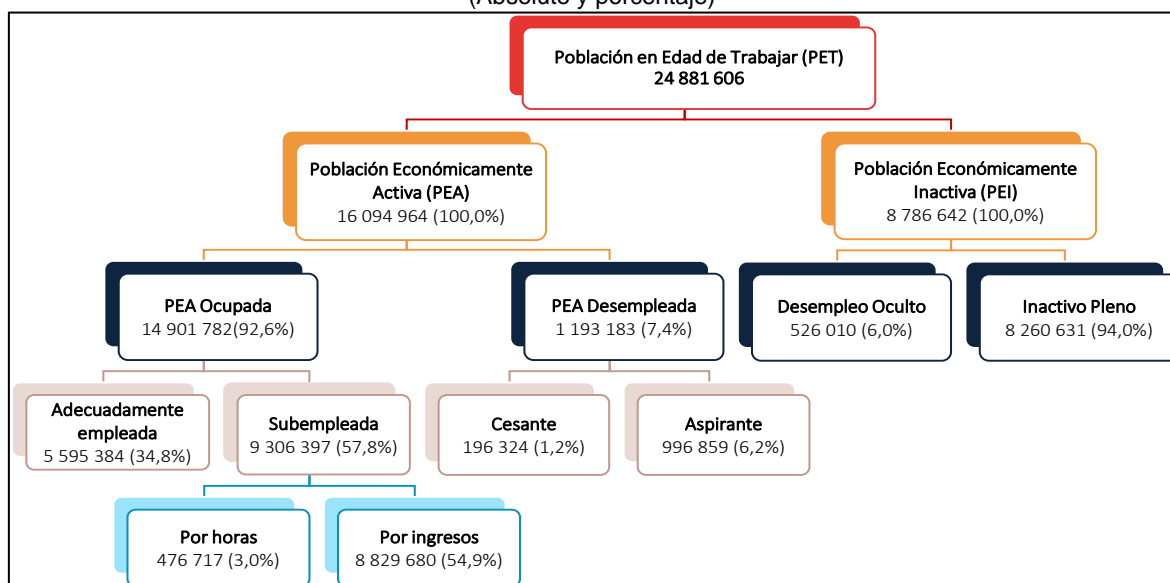 (Absoluto y porcentaje)
Población en Edad de Trabajar (PET)
24 881 606
Población Económicamente
Activa (PEA)
16 094 964 (100,0%)
Población Económicamente
Inactiva (PEI)
8 786 642 (100,0%)
PEA Ocupada
14 901 782(92,6%)
PEA Desempleada
1 193 183 (7,4%)
Desempleo Oculto
526 010 (6,0%)
Inactivo Pleno
8 260 631 (94,0%)
Adecuadamente
empleada
5 595 384 (34,8%)
Subempleada
9 306 397 (57,8%)
Cesante
196 324 (1,2%)
Aspirante
996 859 (6,2%)
Por horas
476 717 (3,0%)
Por ingresos
8 829 680 (54,9%)